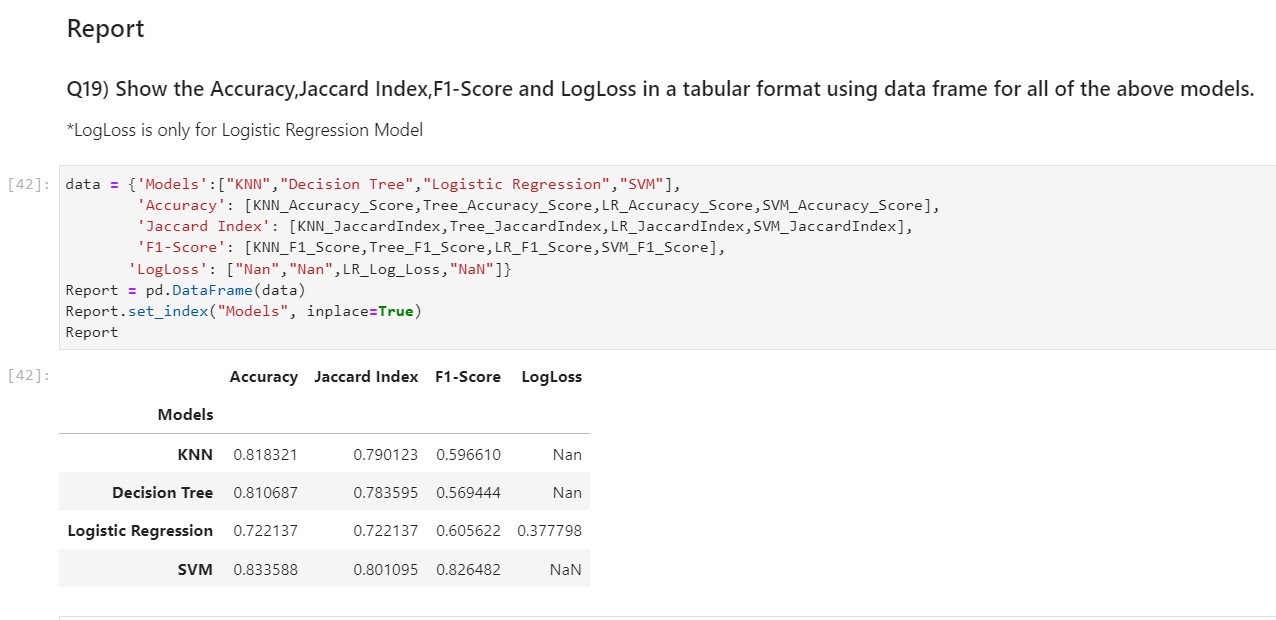 Report
Q19) Show the Accuracy,Jaccard Index,F1-Score and LogLoss in a tabular format using data frame for all of the above models.
*LogLoss is only for Logistic Regression Model
[42]: data = {'Models':["KNN","Decision Tree","Logistic Regression","SVM"],
'Accuracy': [KNN_Accuracy_Score,Tree_Accuracy_Score,LR_Accuracy_Score,SVM_Accuracy_Score],
'Jaccard Index': [KNN_JaccardIndex,Tree_JaccardIndex,LR_JaccardIndex,SVM_JaccardIndex],
'F1-Score': [KNN_F1_Score,Tree_F1_Score,LR_F1_Score,SVM_F1_Score],
'LogLoss': ["Nan","Nan",LR_Log_Loss,"NaN"]}
Report = pd.DataFrame(data)
Report.set_index("Models", inplace=True)
Report
[42]: Accuracy Jaccard Index F1-Score LogLoss
Models
KNN 0.818321 0.790123 0.596610 Nan
Decision Tree 0.810687 0.783595 0.569444 Nan
Logistic Regression 0.722137 0.722137 0.605622 0.377798
SVM 0.833588 0.801095 0.826482 NaN